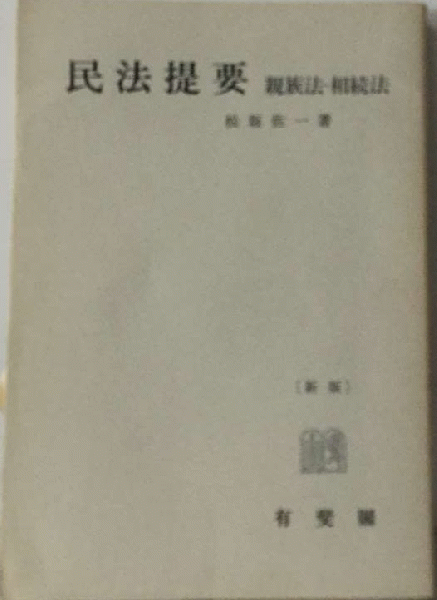 民法提要 親族法·相続法
松坂佐一著
〔新版〕
有斐閣